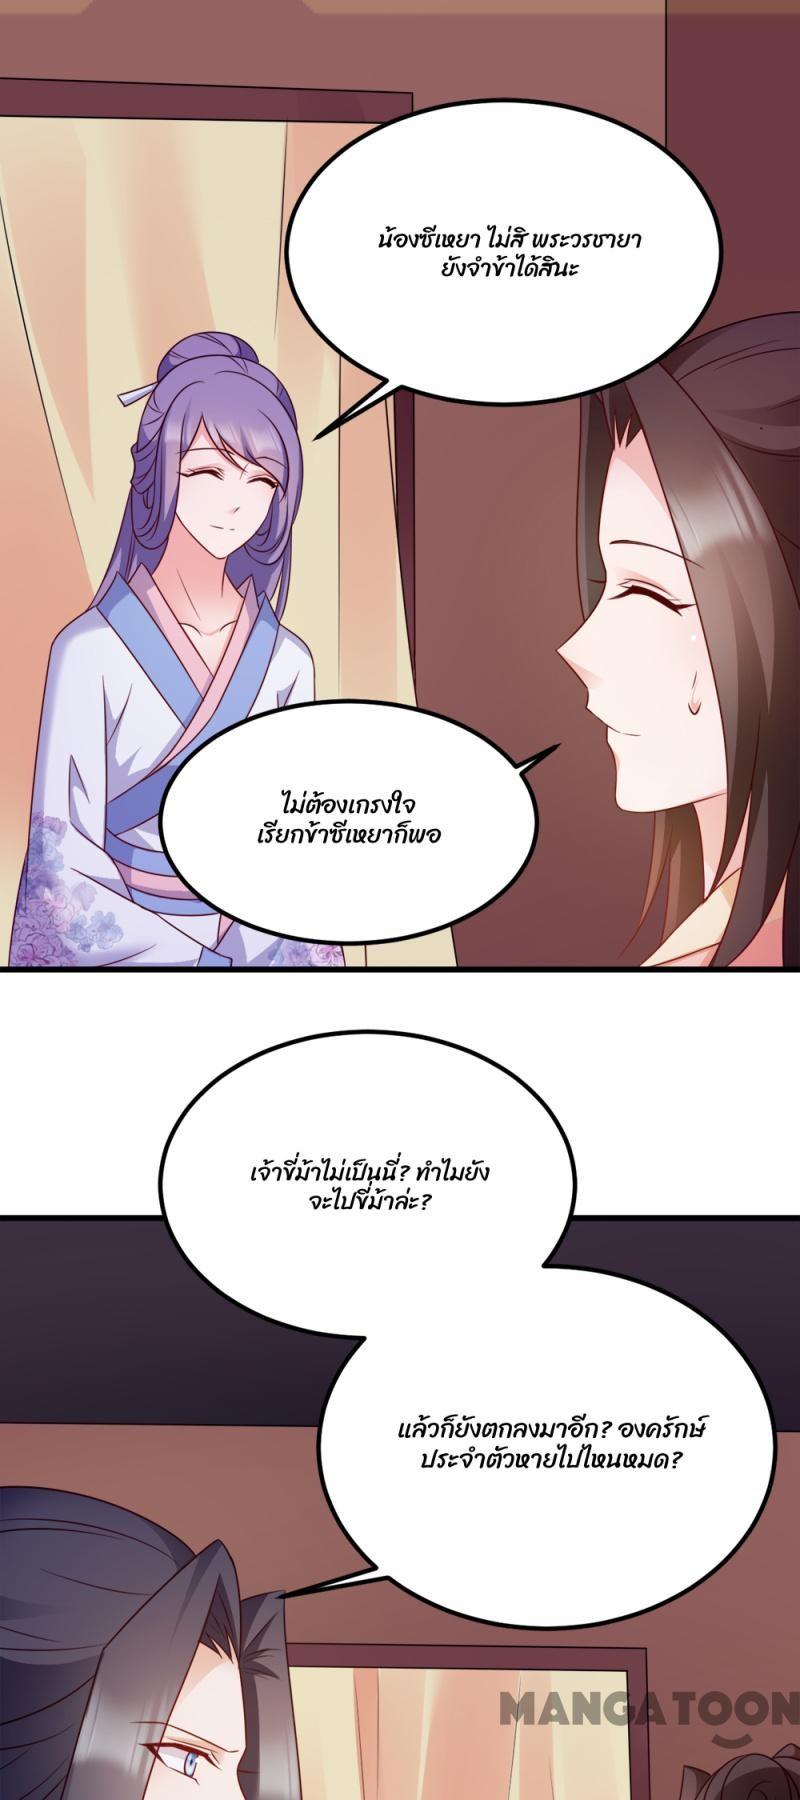 น้องซีเหยา ไม่สิ พระวรชายา
ยังจำข้าได้สินะ
ไม่ต้องเกรงใจ
เรียกข้าซีเหยาก็พอ
เจ้าขี่ม้าไม่เป็นนี่? ทำไมยัง
จะไปขี่ม้าล่ะ?
แล้วก็ยังตกลงมาอีก? องครักษ์
ประจำตัวหายไปไหนหมด?
MANGATOON